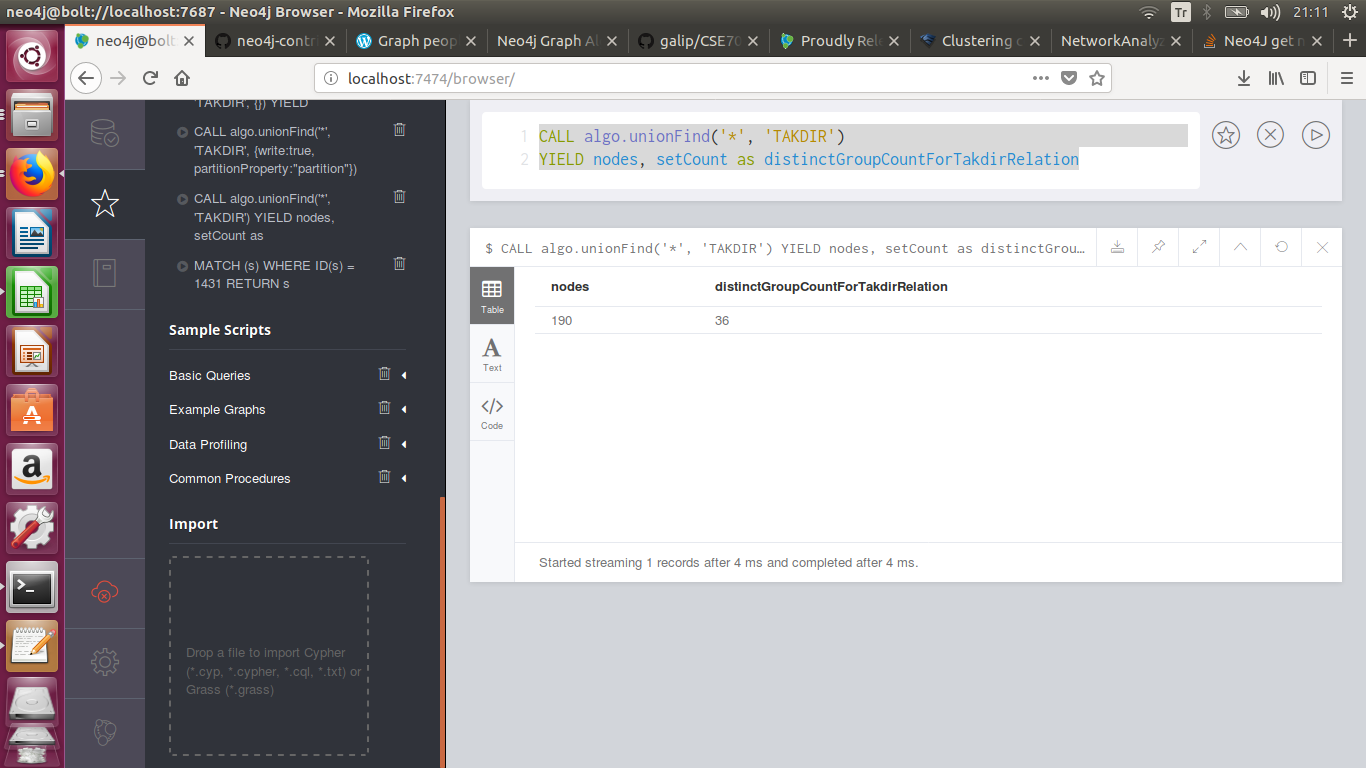 neo4j@bolt://localhost:7687 - Neo4j Browser - Mozilla Firefox
Tr
21:11
neo4j@bolt
neo4j-contri
Graph peop
Neo4j Graph Al
galip/CSE70
Proudly Rele
Clustering c
NetworkAnalyz
Neo4J get n
localhost:7474/browser/
'TAKDIR', {}) YIELD
CALL algo.unionFind('*',
'TAKDIR', {write:true,
partitionProperty:"partition"})
CALL algo.unionFind('*',
'TAKDIR') YIELD nodes,
setCount as
MATCH (s) WHERE ID(s) =
1431 RETURN s
Sample Scripts
Basic Queries
Example Graphs
Data Profiling
Common Procedures
Import
Drop a file to import Cypher
(*.cyp, *.cypher, *.cql, *.txt) or
Grass (*.grass)
1 CALL algo.unionFind('*', 'TAKDIR')
2 YIELD nodes, setCount as distinctGroupCountForTakdirRelation
$ CALL algo.unionFind('*', 'TAKDIR') YIELD nodes, setCount as distinctGrou…
Table
Text
Code
nodes distinctGroupCountForTakdirRelation
190 36
Started streaming 1 records after 4 ms and completed after 4 ms.